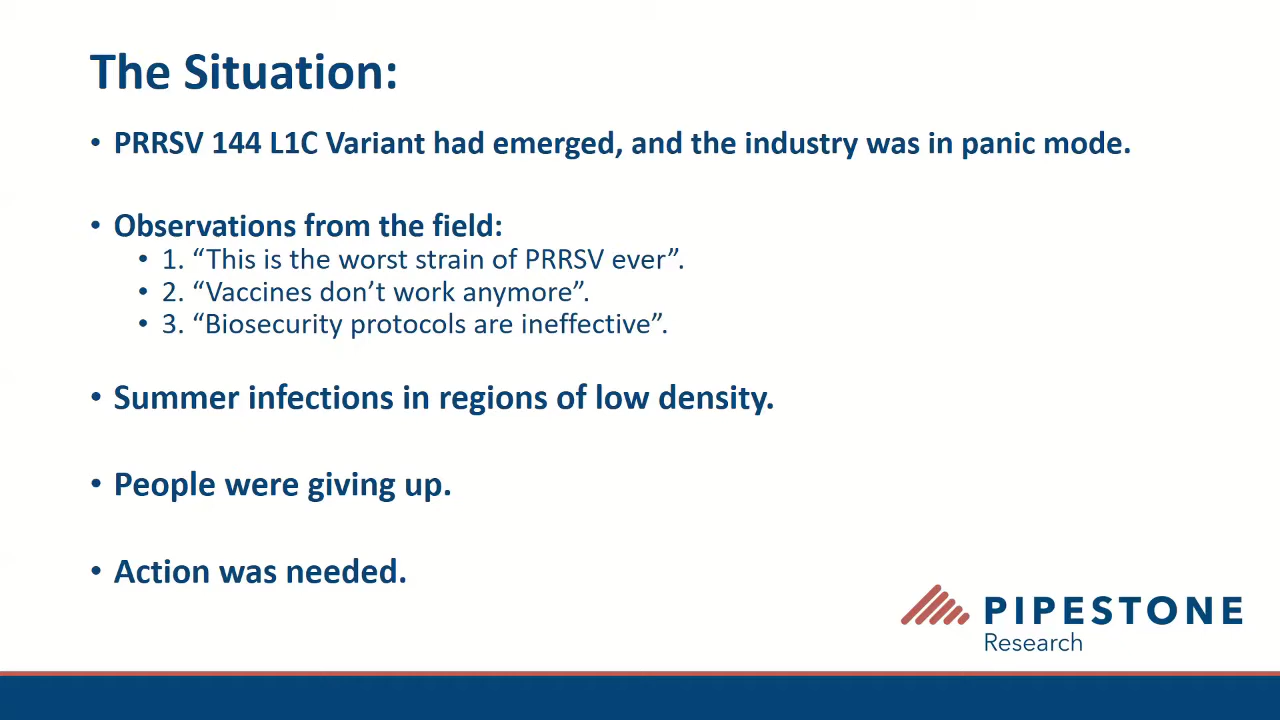 The Situation:
• PRRSV 144 L1C Variant had emerged, and the industry was in panic mode.
• Observations from the field:
• 1. “This is the worst strain of PRRSV ever”.
• 2. “Vaccines don’t work anymore”.
• 3. “Biosecurity protocols are ineffective”.
• Summer infections in regions of low density.
• People were giving up.
• Action was needed.
PIPESTONE
Research